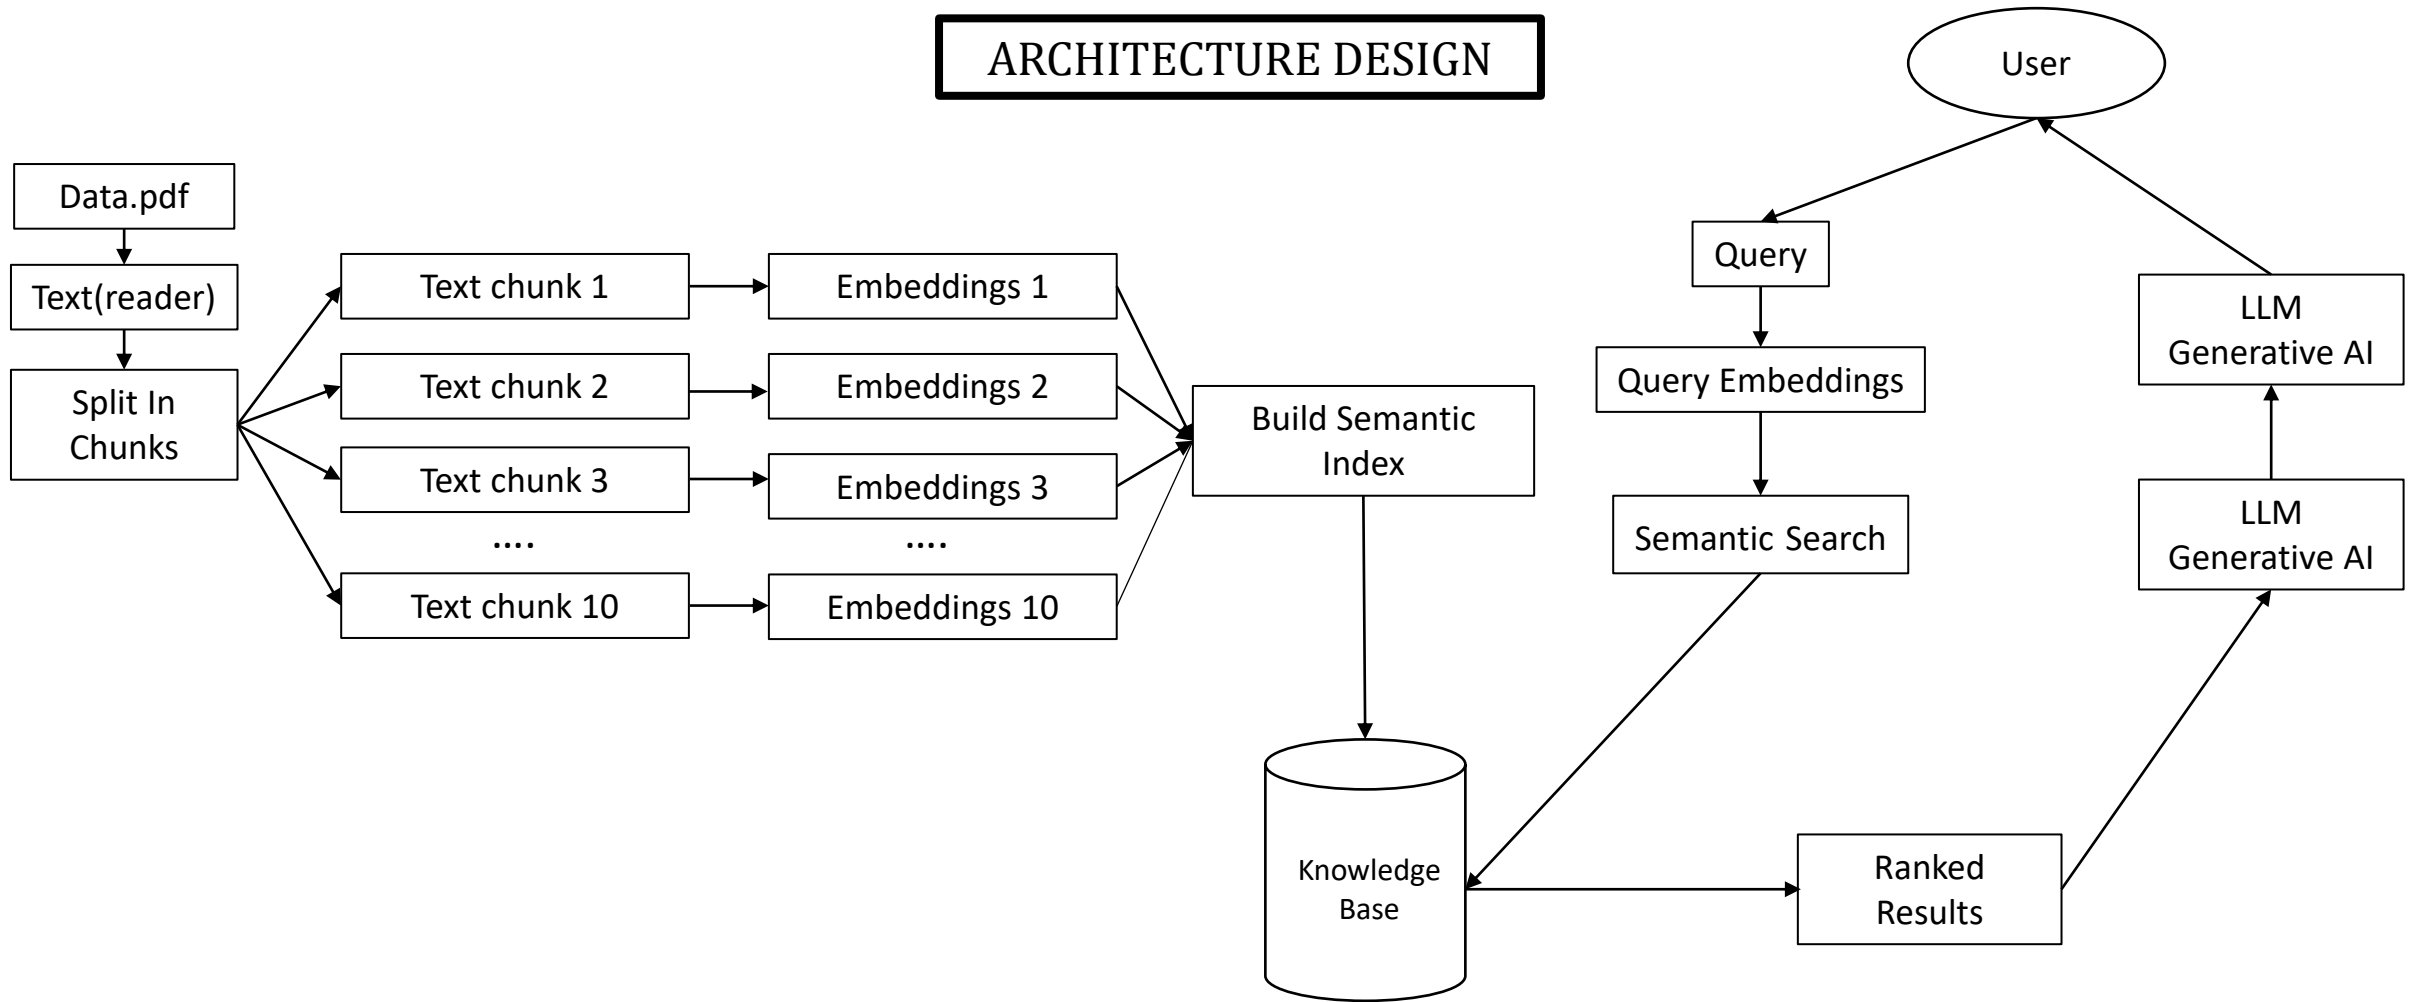 ARCHITECTURE DESIGN
User
Data.pdf
Text(reader)
Split In
Chunks
Text chunk 1
Text chunk 2
Text chunk 3
....
Text chunk 10
Embeddings 1
Embeddings 2
Embeddings 3
....
Embeddings 10
Build Semantic
Index
Knowledge
Base
Query
Query Embeddings
Semantic Search
Ranked
Results
LLM
Generative AI
LLM
Generative AI